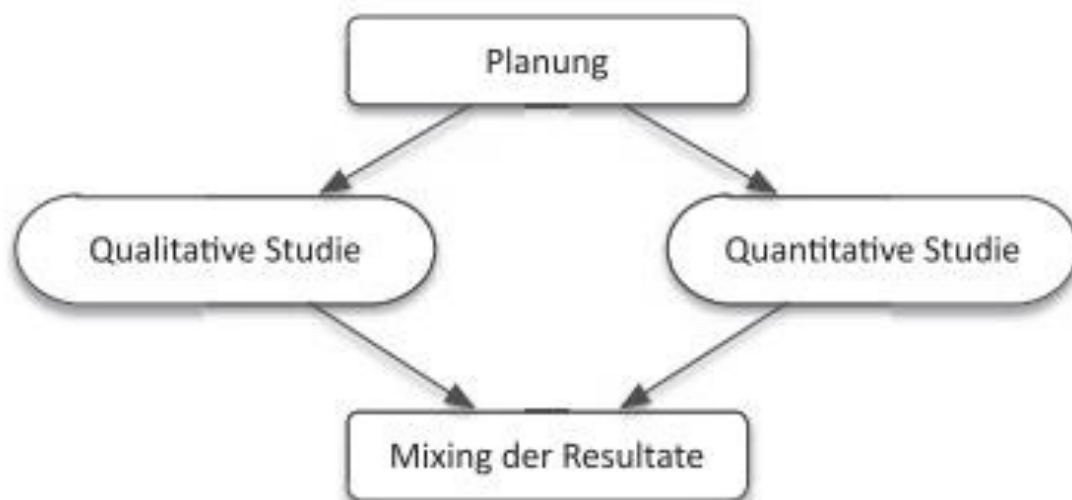 Planung
Qualitative Studie
Quantitative Studie
Mixing der Resultate